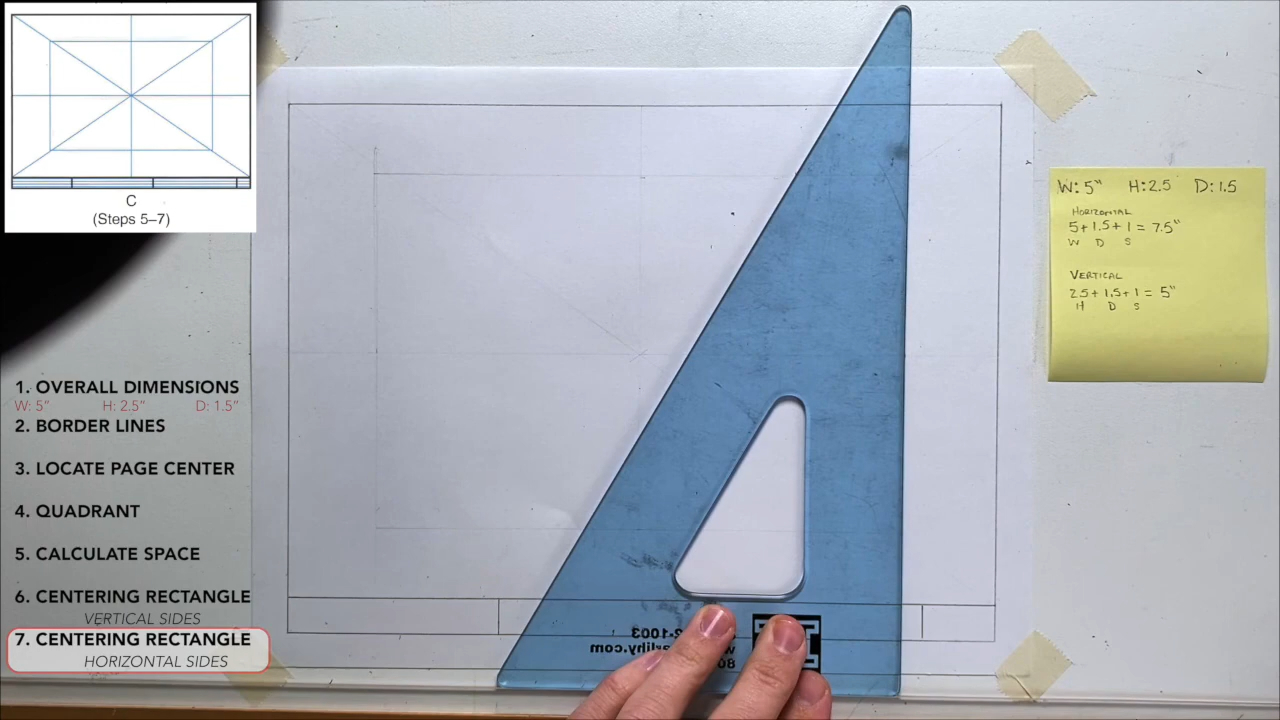 C
(Steps 5–7)
1. OVERALL DIMENSIONS
W: 5" H: 2.5" D: 1.5"
2. BORDER LINES
3. LOCATE PAGE CENTER
4. QUADRANT
5. CALCULATE SPACE
6. CENTERING RECTANGLE
VERTICAL SIDES
7. CENTERING RECTANGLE
HORIZONTAL SIDES
W: 5" H: 2.5 D: 1.5
HORIZONTAL
5 + 1.5 + 1 = 7.5"
W D S
VERTICAL
2.5 + 1.5 + 1 = 5"
H D S